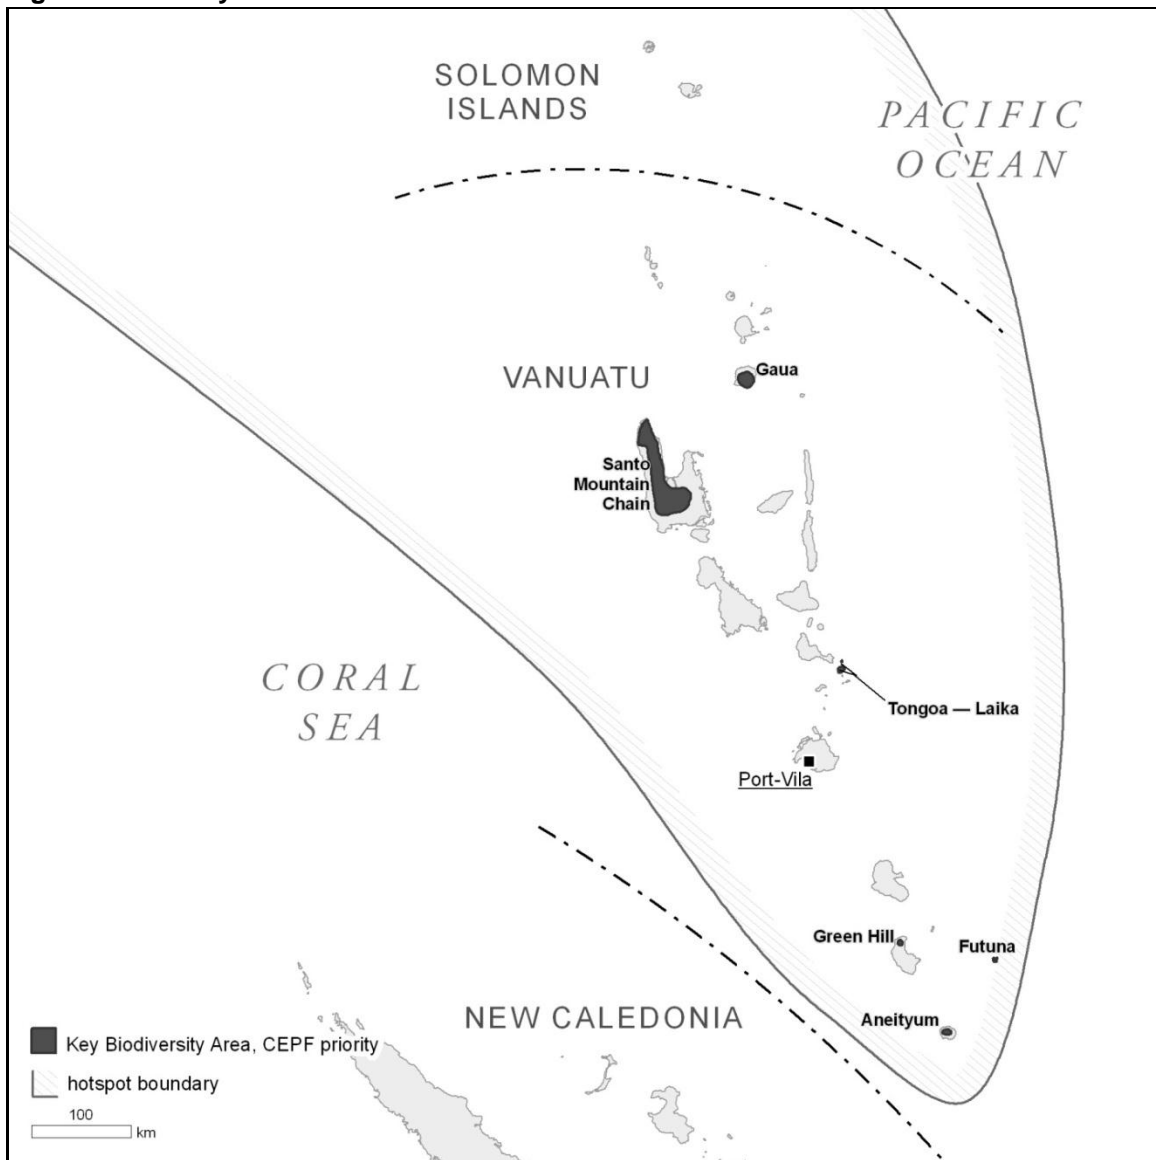 SOLOMON
ISLANDS
PACIFIC
OCEAN
VANUATU
Gaua
Santo
Mountain
Chain
CORAL
SEA
Tongoa — Laika
Port-Vila
Green Hill
Futuna
Aneityum
NEW CALEDONIA
Key Biodiversity Area, CEPF priority
hotspot boundary
100
km